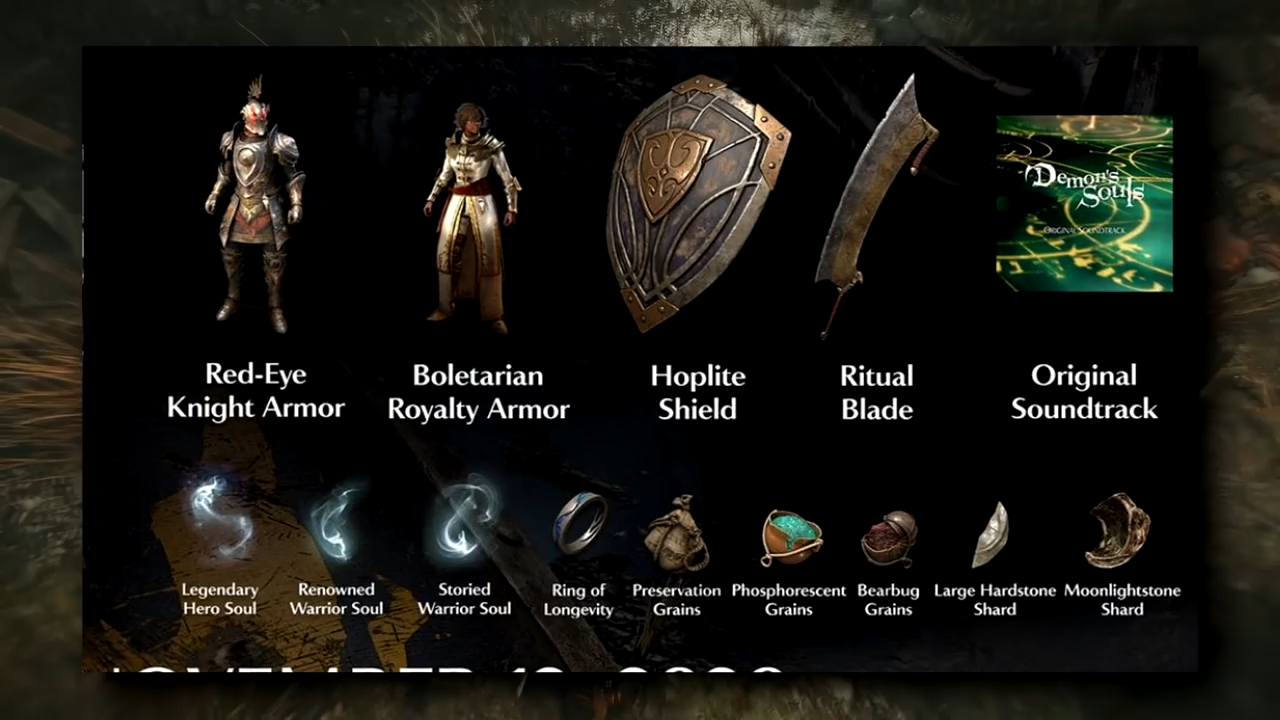 Demon's
Souls
Original Soundtrack
Red-Eye
Knight Armor
Boletarian
Royalty Armor
Hoplite
Shield
Ritual
Blade
Original
Soundtrack
Legendary
Hero Soul
Renowned
Warrior Soul
Storied
Warrior Soul
Ring of
Longevity
Preservation
Grains
Phosphorescent
Grains
Bearbug
Grains
Large Hardstone
Shard
Moonlightstone
Shard